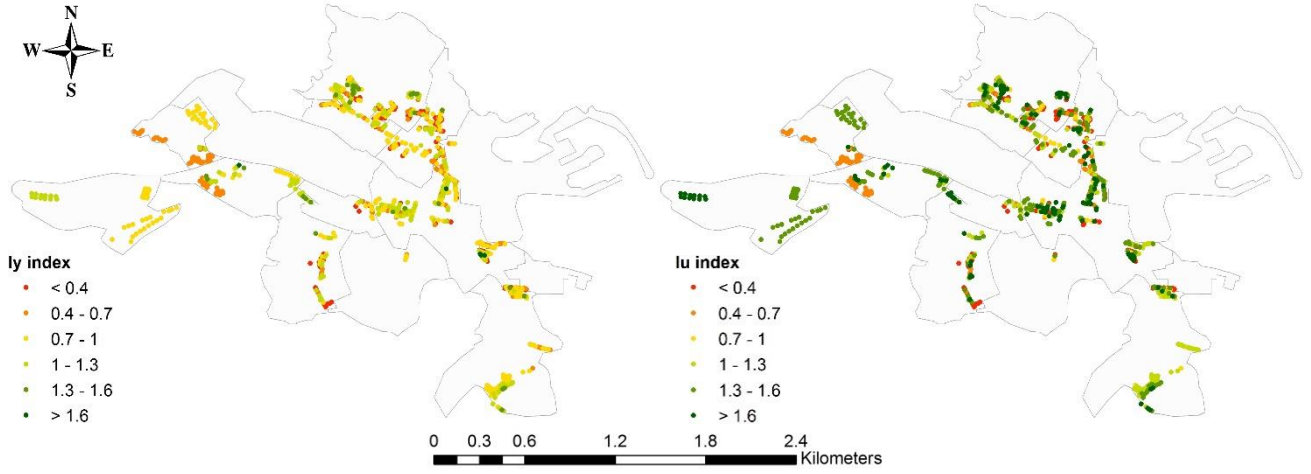 N
W E
S
Iy index
< 0.4
0.4 - 0.7
0.7 - 1
1 - 1.3
1.3 - 1.6
> 1.6
Iu index
< 0.4
0.4 - 0.7
0.7 - 1
1 - 1.3
1.3 - 1.6
> 1.6
0 0.3 0.6 1.2 1.8 2.4
Kilometers